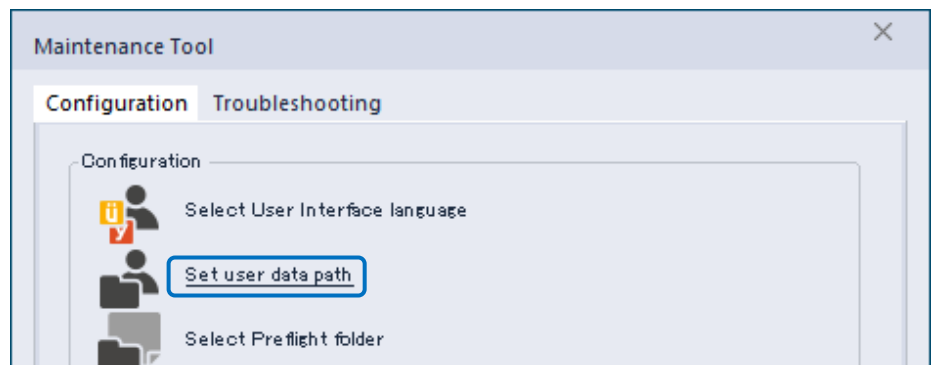 Maintenance Tool
Configuration Troubleshooting
Configuration
ü
y
Select User Interface language
Set user data path
Select Preflight folder